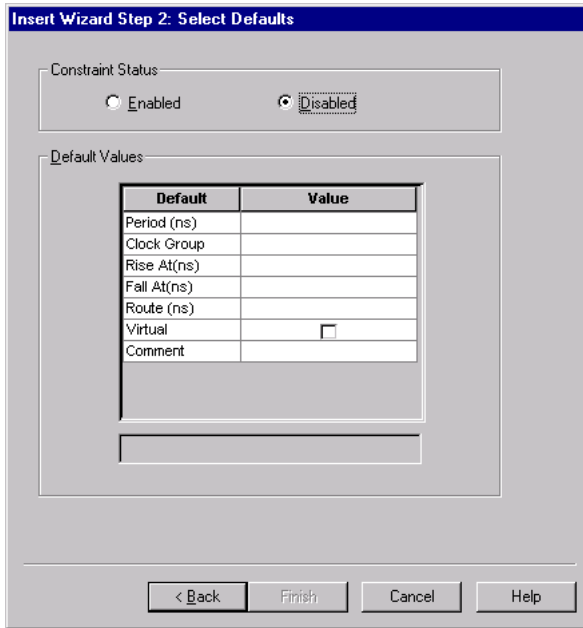 Insert Wizard Step 2: Select Defaults
Constraint Status
Enabled Disabled
Default Values
Default Value
Period (ns)
Clock Group
Rise At(ns)
Fall At(ns)
Route (ns)
Virtual
Comment
< Back Finish Cancel Help